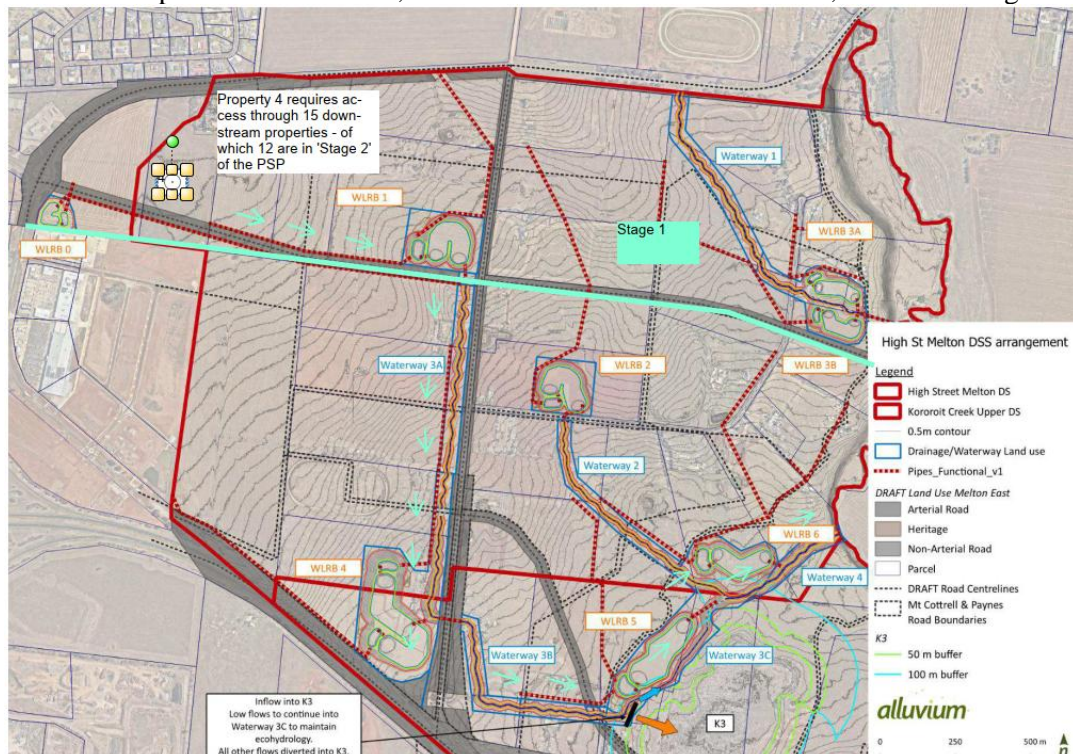 Property 4 requires ac-
cess through 15 down-
stream properties - of
which 12 are in 'Stage 2'
of the PSP
Waterway 1
WLRB 1
WLRB 3A
WLRB 0
Stage 1
Waterway 3A
WLRB 2
WLRB 3B
Waterway 2
WLRB 4
WLRB 6
Waterway 4
WLRB 5
Waterway 3B
Waterway 3C
K3
Inflow into K3
Low flows to continue into
Waterway 3C to maintain
ecohydrology.
All other flows diverted into K3.
High St Melton DSS arrangement
Legend
High Street Melton DS
Kororoit Creek Upper DS
0.5m contour
Drainage/Waterway Land use
Pipes_Functional_v1
DRAFT Land Use Melton East
Arterial Road
Heritage
Non-Arterial Road
Parcel
DRAFT Road Centrelines
Mt Cottrell & Paynes
Road Boundaries
K3
50 m buffer
100 m buffer
alluvium
0 250 500 m
n